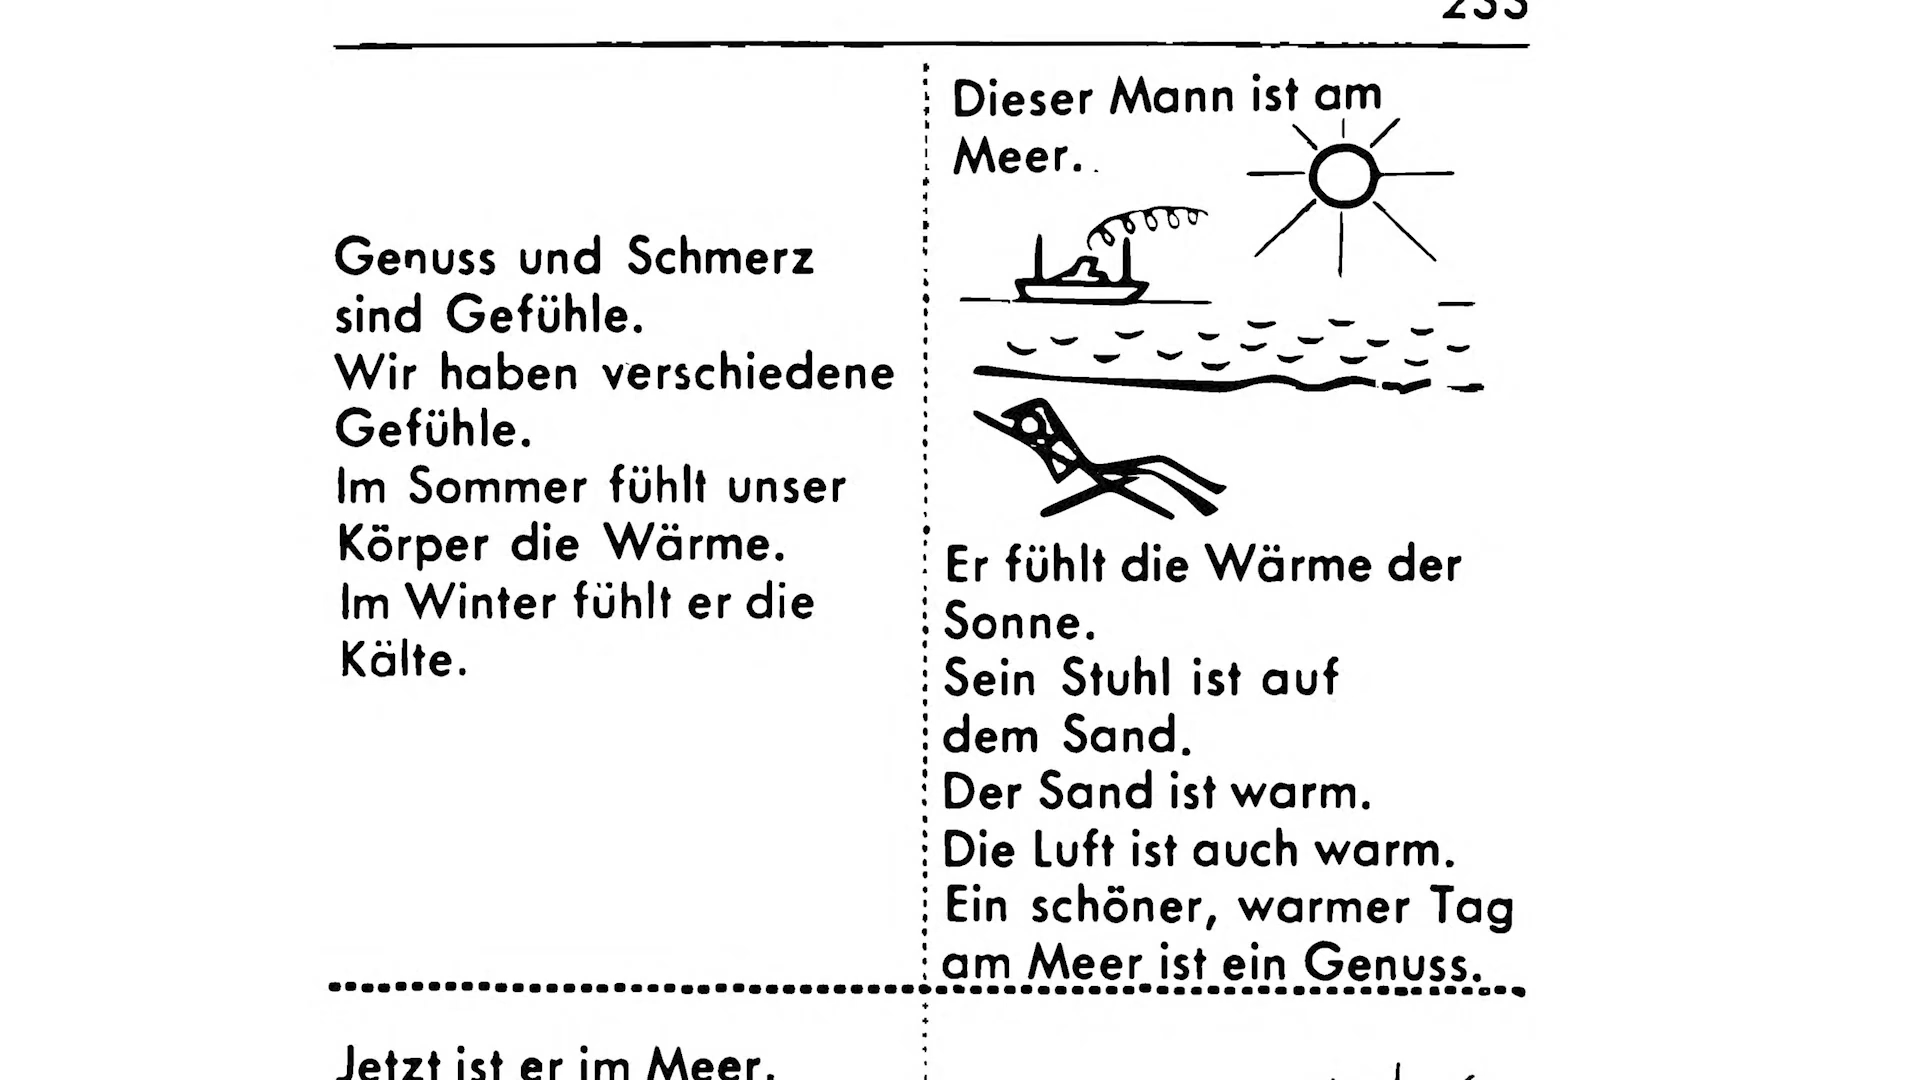 233
Genuss und Schmerz
sind Gefühle.
Wir haben verschiedene
Gefühle.
Im Sommer fühlt unser
Körper die Wärme.
Im Winter fühlt er die
Kälte.
Dieser Mann ist am
Meer.
Er fühlt die Wärme der
Sonne.
Sein Stuhl ist auf
dem Sand.
Der Sand ist warm.
Die Luft ist auch warm.
Ein schöner, warmer Tag
am Meer ist ein Genuss.
Jetzt ist er im Meer.